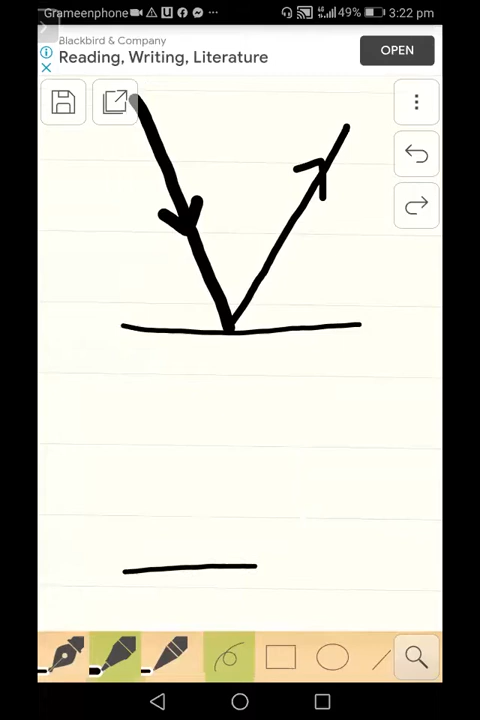 Grameenphone 49% 3:22 pm
Blackbird & Company
Reading, Writing, Literature
OPEN